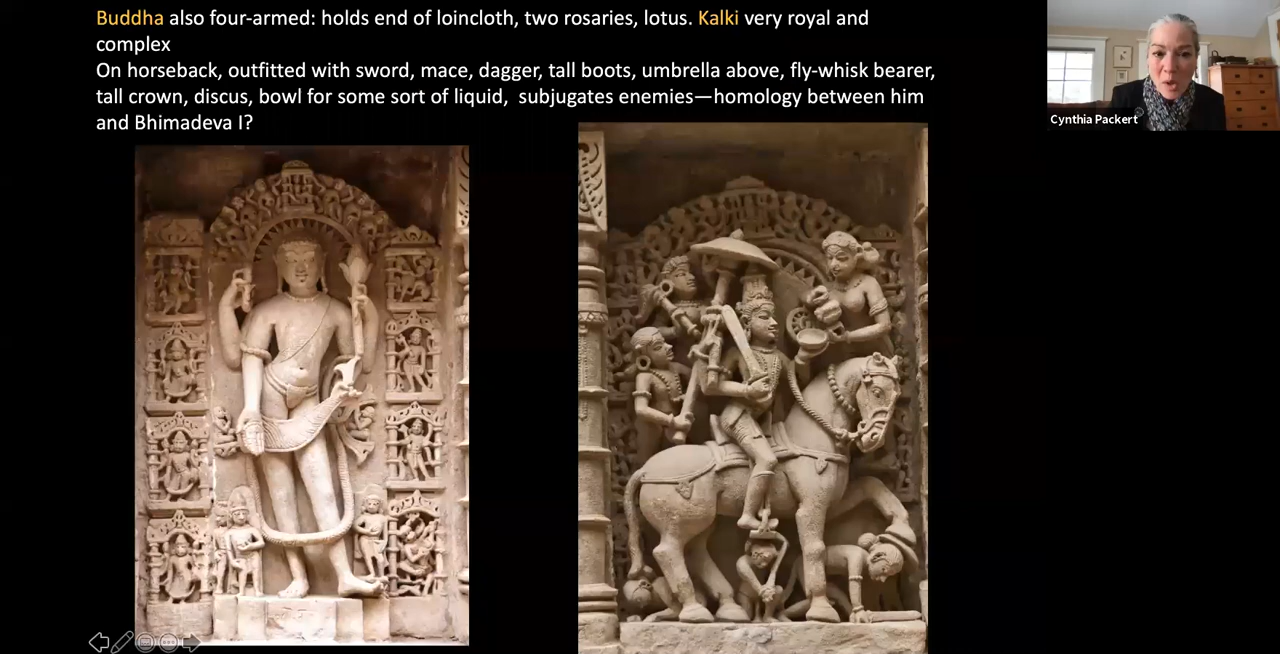 Buddha also four-armed: holds end of loincloth, two rosaries, lotus. Kalki very royal and
complex
On horseback, outfitted with sword, mace, dagger, tall boots, umbrella above, fly-whisk bearer,
tall crown, discus, bowl for some sort of liquid,  subjugates enemies—homology between him
and Bhimadeva I?
Cynthia Packert